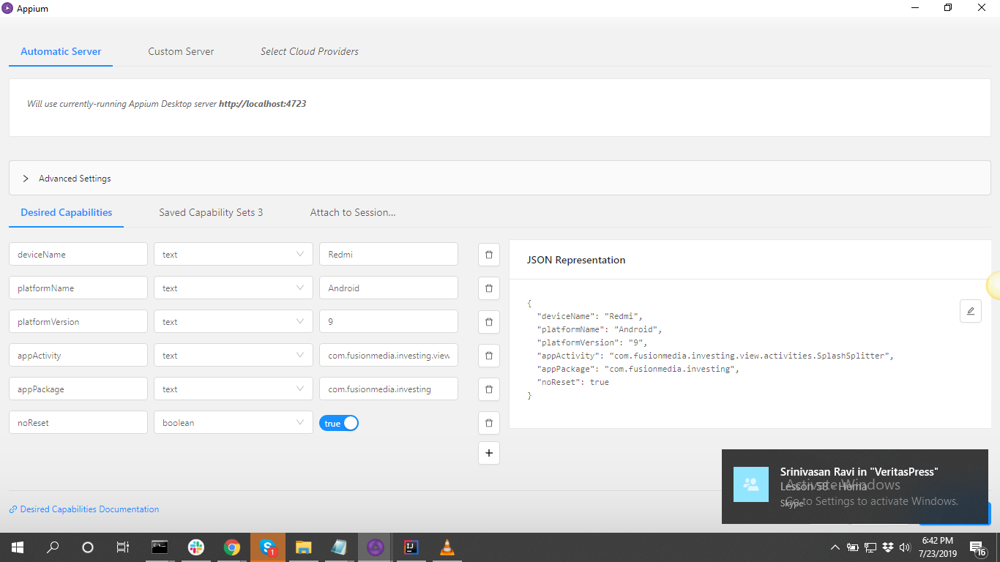 Appium
Automatic Server
Custom Server
Select Cloud Providers
Will use currently-running Appium Desktop server http://localhost:4723
Advanced Settings
Desired Capabilities
Saved Capability Sets 3
Attach to Session...
deviceName text Redmi
platformName text Android
platformVersion text 9
appActivity text com.fusionmedia.investing.view
appPackage text com.fusionmedia.investing
noReset boolean true
+
JSON Representation
{
"deviceName": "Redmi",
"platformName": "Android",
"platformVersion": "9",
"appActivity": "com.fusionmedia.investing.view.activities.SplashSplitter",
"appPackage": "com.fusionmedia.investing",
"noReset": true
}
Srinivasan Ravi in "VeritasPress"
Lesson 58 - Hema
Skype
Activate Windows
Go to Settings to activate Windows.
Desired Capabilities Documentation
1
IJ
6:42 PM
7/23/2019
16